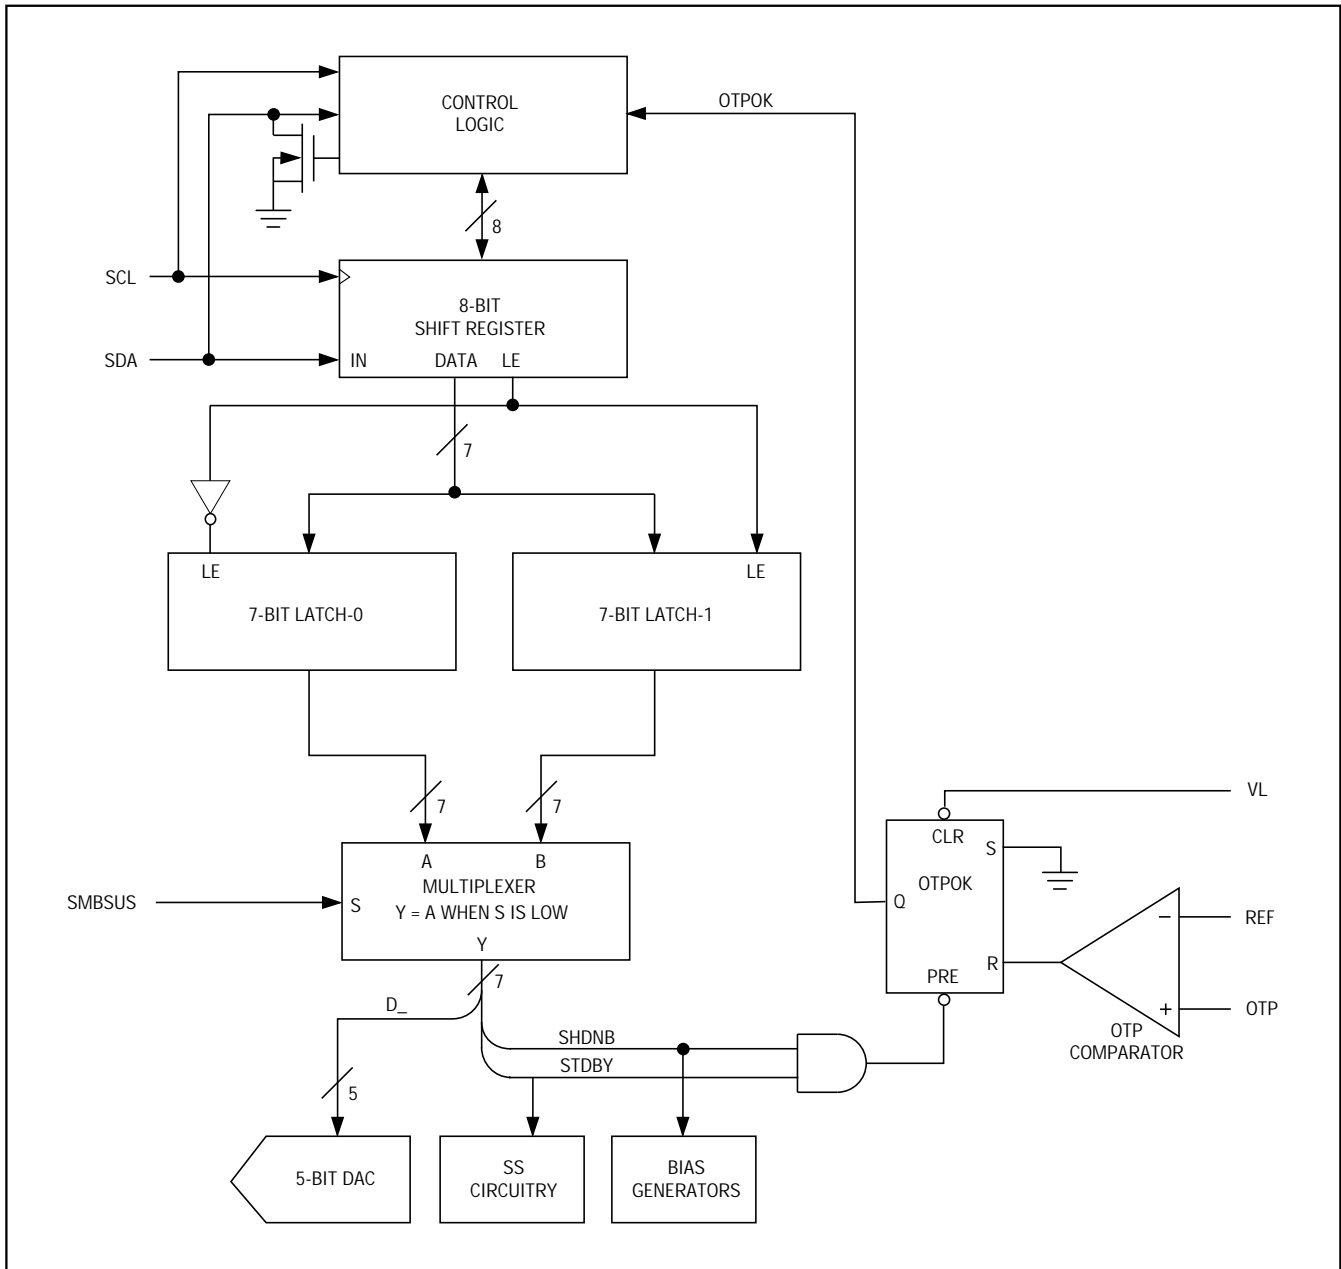 CONTROL
LOGIC
OTPOK
8
SCL
8-BIT
SHIFT REGISTER
SDA
IN DATA LE
7
LE
LE
7-BIT LATCH-0
7-BIT LATCH-1
7
7
VL
A B
MULTIPLEXER
Y = A WHEN S IS LOW
SMBSUS
S
Y
CLR
S
OTPOK
Q
R
PRE
–
REF
+
OTP
OTP
COMPARATOR
7
D_
SHDNB
STDBY
5
5-BIT DAC
SS
CIRCUITRY
BIAS
GENERATORS